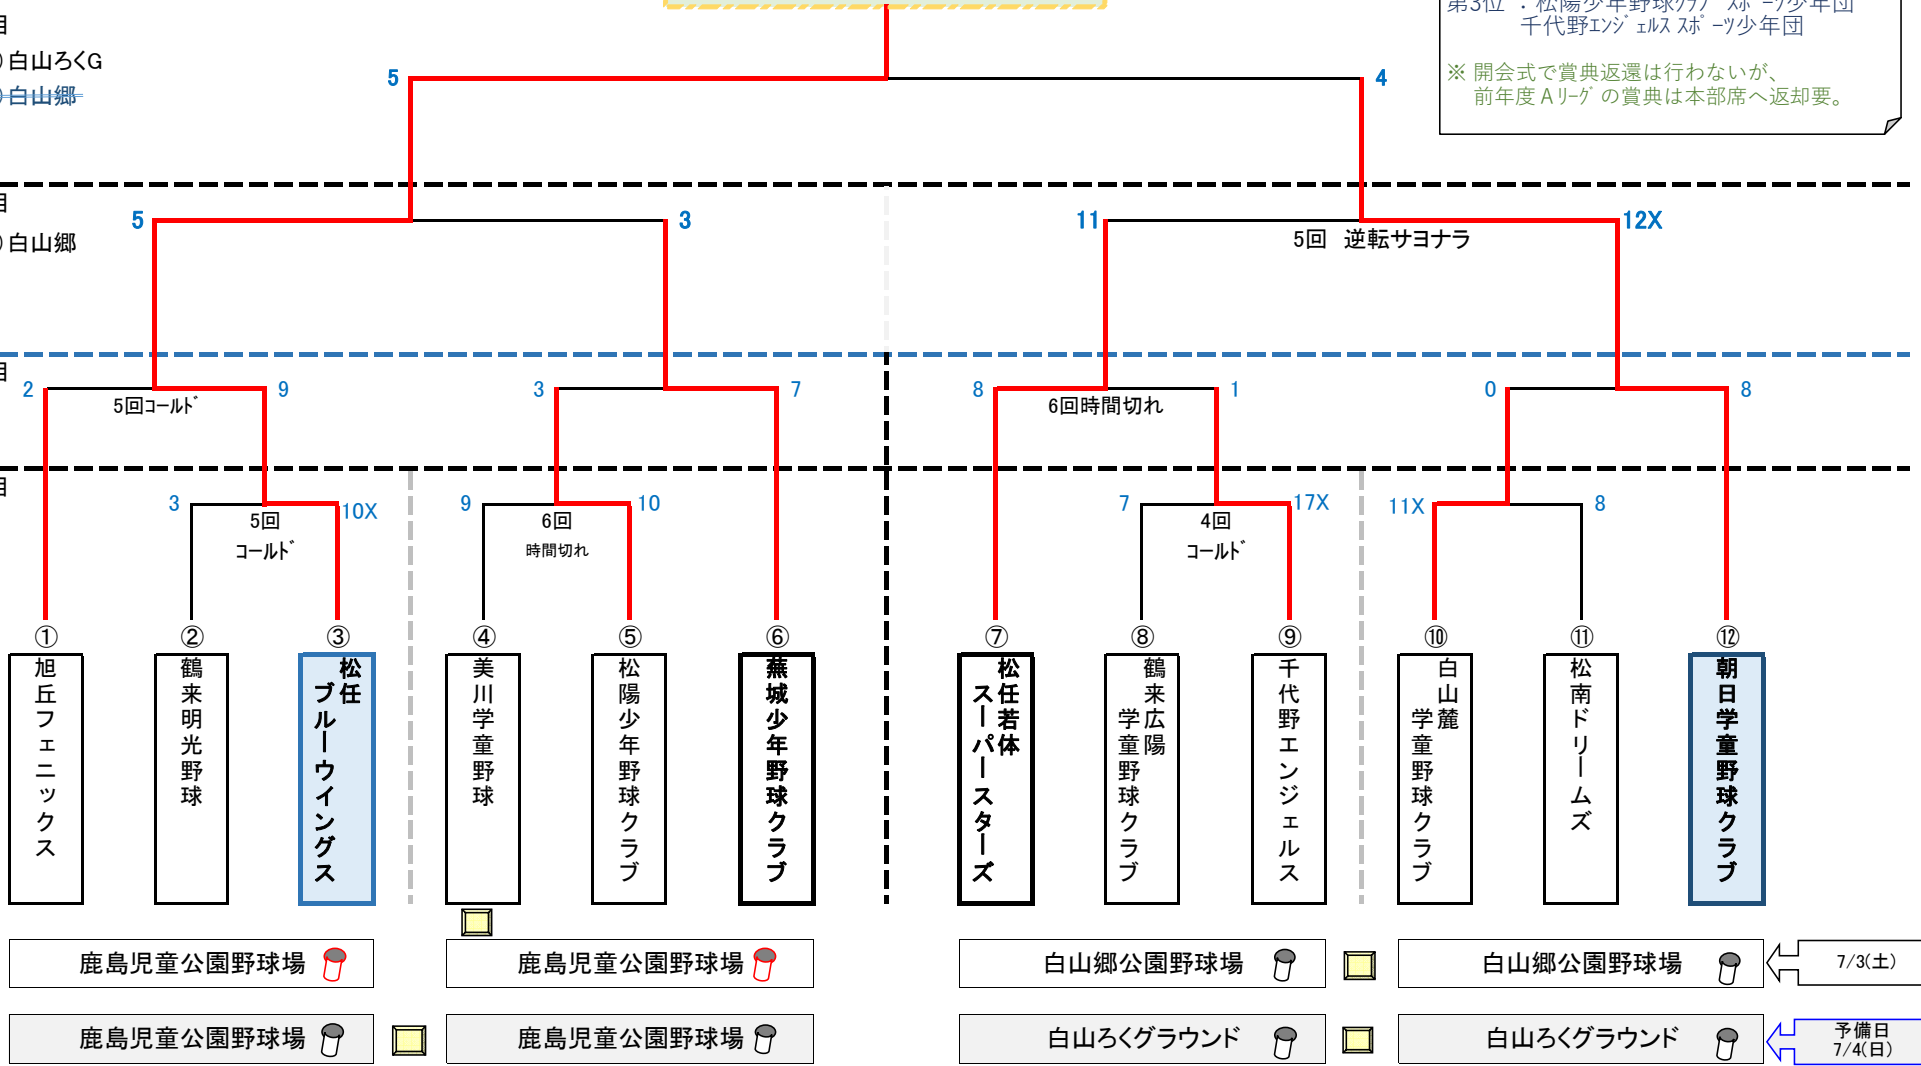 第3位 : 松陽少年野球クラブ スポーツ少年団
千代野エンジェルス スポーツ少年団
※ 開会式で賞典返還は行わないが、
前年度Aリーグの賞典は本部席へ返却要。
目
)白山ろくG
)白山郷
5
4
目
)白山郷
5
3
11
12X
5回 逆転サヨナラ
目
2
9
5回コールド
3
7
8
1
6回時間切れ
0
8
目
3
10X
5回
コールド
9
10
6回
時間切れ
7
17X
4回
コールド
11X
8
①
②
③
④
⑤
⑥
⑦
⑧
⑨
⑩
⑪
⑫
旭丘フェニックス
鶴来明光野球
松任
ブルーウイングス
美川学童野球
松陽少年野球クラブ
蕪城少年野球クラブ
松任若体
スーパースターズ
鶴来広陽
学童野球クラブ
千代野エンジェルス
白山麓
学童野球クラブ
松南ドリームズ
朝日学童野球クラブ
鹿島児童公園野球場
鹿島児童公園野球場
白山郷公園野球場
白山郷公園野球場
7/3(土)
鹿島児童公園野球場
鹿島児童公園野球場
白山ろくグラウンド
白山ろくグラウンド
予備日
7/4(日)